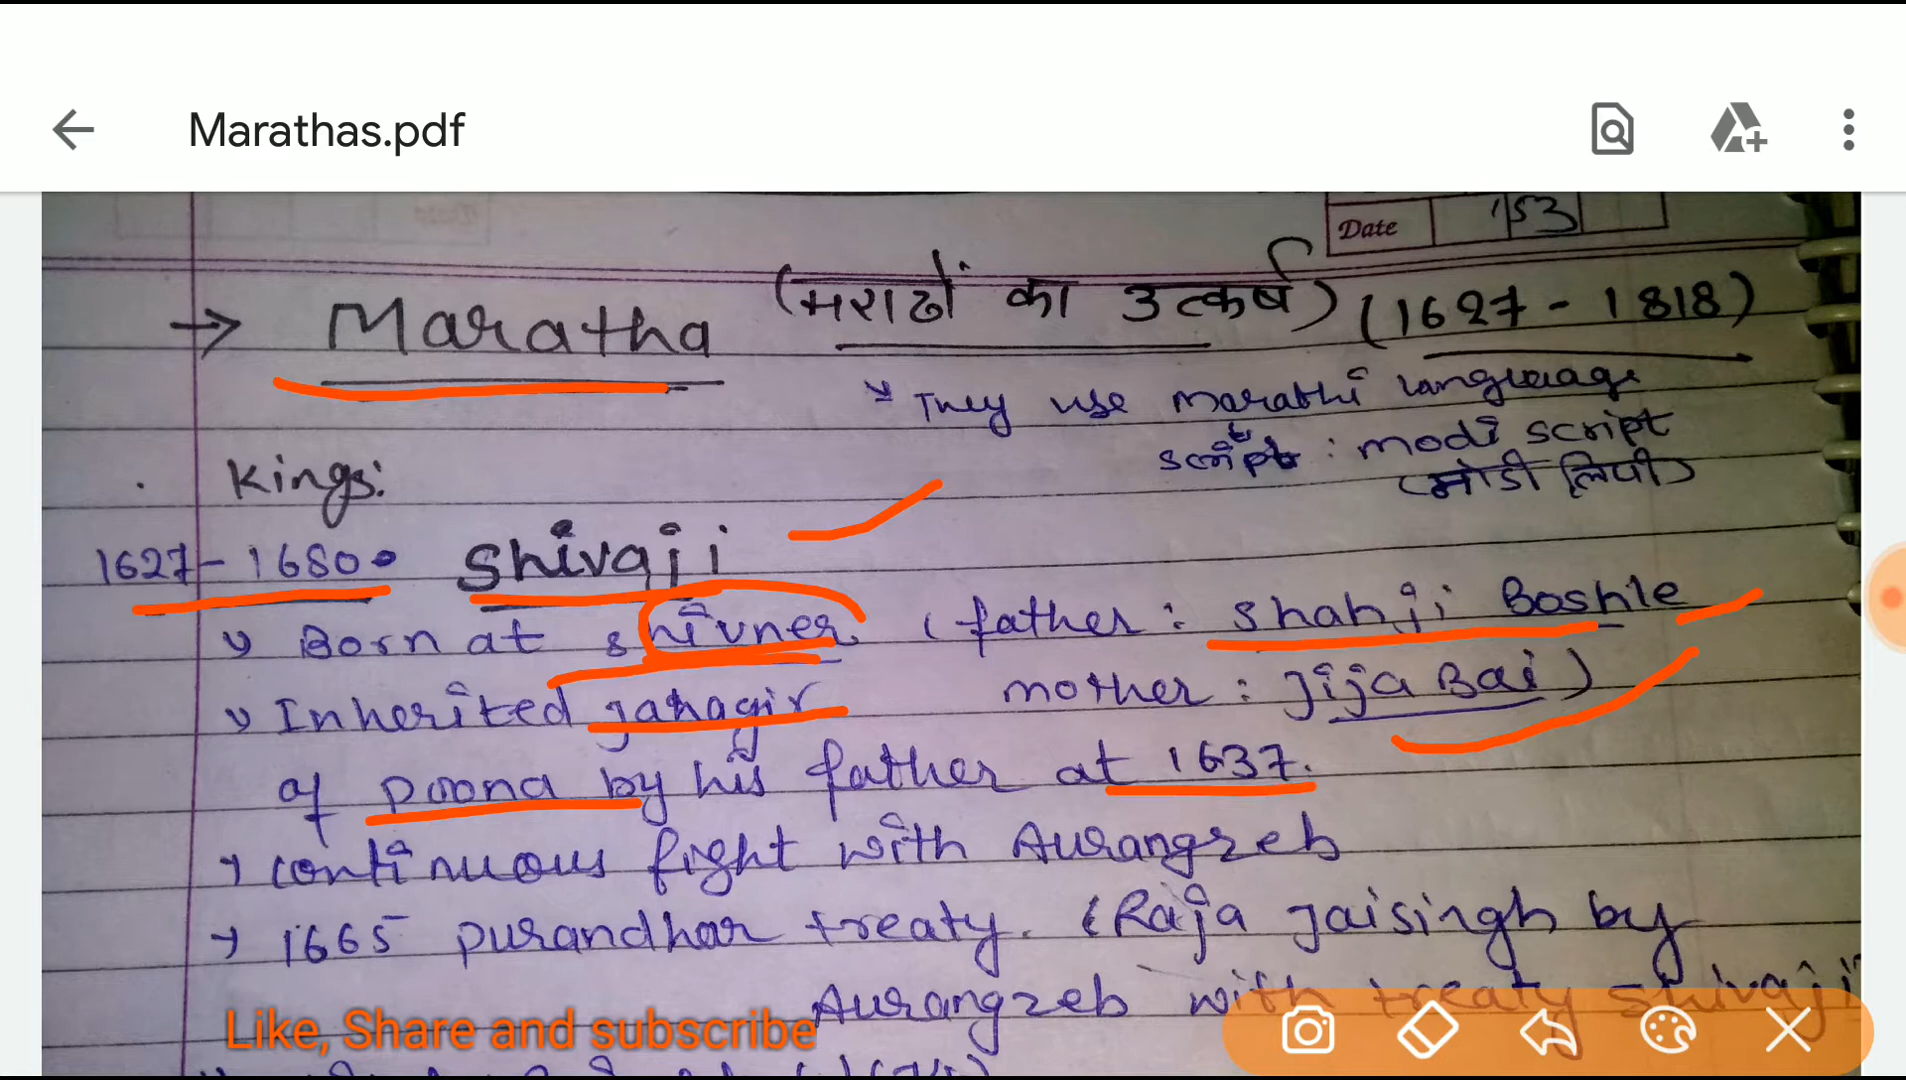 Marathas.pdf
Date 153
→ Maratha (मराठों का उत्कर्ष) (1627 - 1818)
They use Marathi language
script : modi script
(मोडी लिपी)
Kings:
1627 - 1680 Shivaji
Born at shivner (father : Shahji Boshle
mother : Jija Bai)
Inherited jahagir
of poona by his father at 1637.
→ continuous fight with Aurangzeb
→ 1665 purandhar treaty. (Raja Jaisingh by
Aurangzeb with treaty shivaji
Like, Share and subscribe